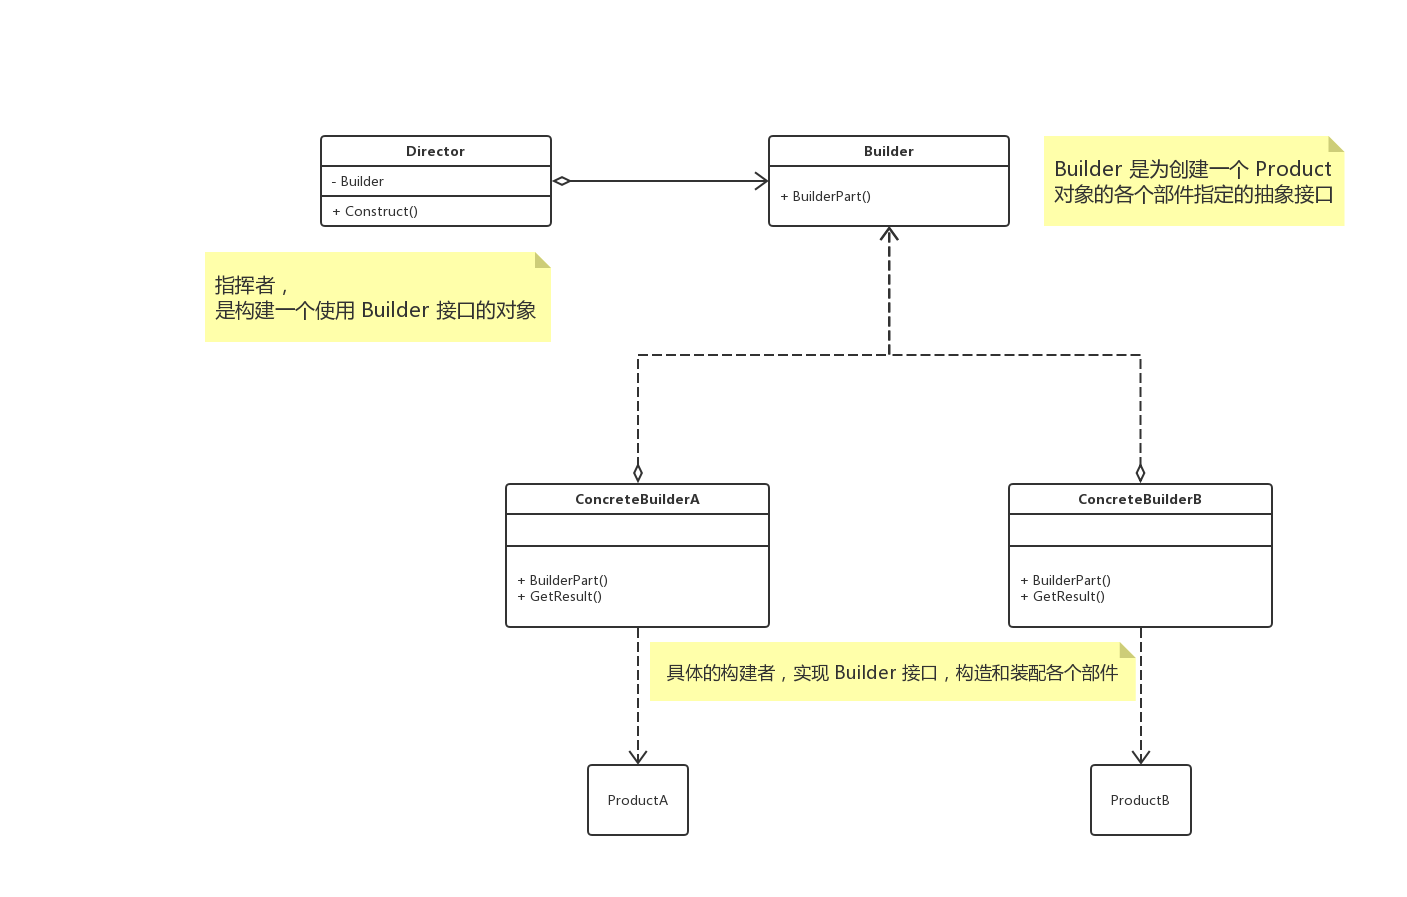 Director
- Builder
+ Construct()
Builder
+ BuilderPart()
Builder 是为创建一个 Product
对象的各个部件指定的抽象接口
指挥者，
是构建一个使用 Builder 接口的对象
ConcreteBuilderA
+ BuilderPart()
+ GetResult()
ConcreteBuilderB
+ BuilderPart()
+ GetResult()
具体的构建者，实现 Builder 接口，构造和装配各个部件
ProductA
ProductB